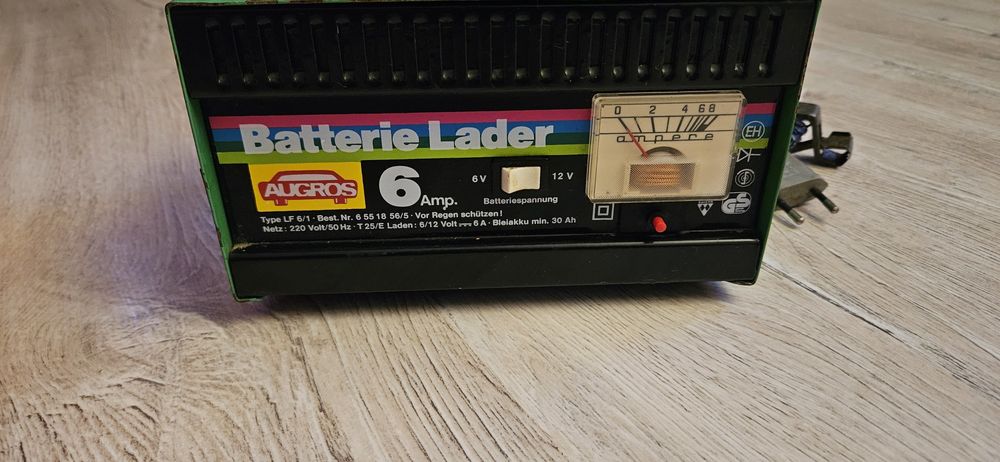 0 2 4 6 8
ampere
Batterie Lader
EH
AUGROS
6 Amp.
6 V 12 V
Batteriespannung
Type LF 6/1 · Best. Nr. 6 55 18 56/5 · Vor Regen schützen!
Netz: 220 Volt/50 Hz · T 25/E Laden: 6/12 Volt ⎓ 6 A · Bleiakku min. 30 Ah
GS